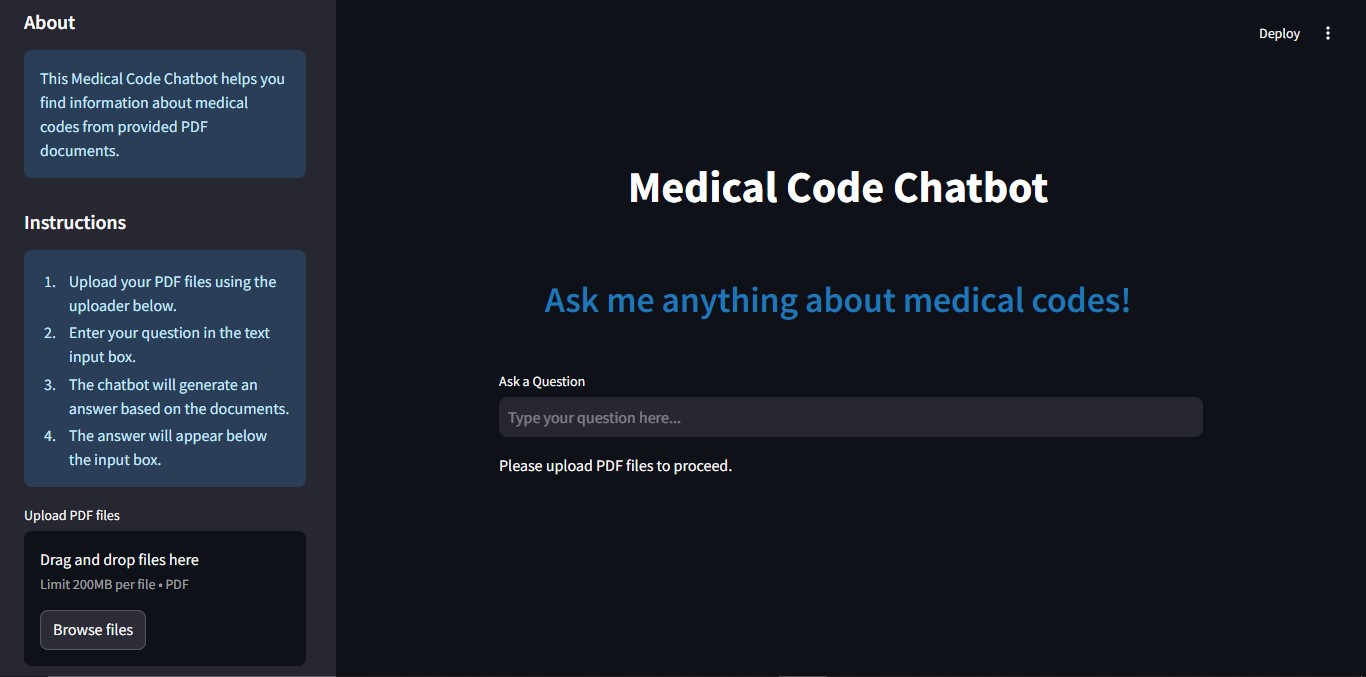 About
This Medical Code Chatbot helps you
find information about medical
codes from provided PDF
documents.
Instructions
1. Upload your PDF files using the
uploader below.
2. Enter your question in the text
input box.
3. The chatbot will generate an
answer based on the documents.
4. The answer will appear below
the input box.
Upload PDF files
Drag and drop files here
Limit 200MB per file • PDF
Browse files
Deploy
Medical Code Chatbot
Ask me anything about medical codes!
Ask a Question
Type your question here...
Please upload PDF files to proceed.